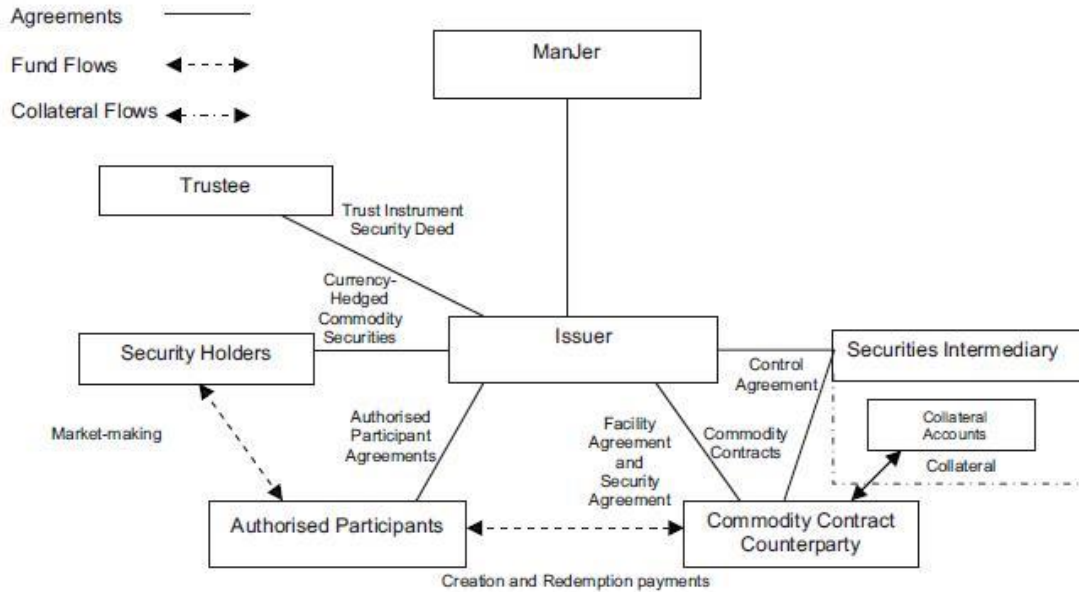 Agreements
Fund Flows
Collateral Flows
ManJer
Trustee
Trust Instrument
Security Deed
Currency-
Hedged
Commodity
Securities
Issuer
Security Holders
Securities Intermediary
Control
Agreement
Market-making
Authorised
Participant
Agreements
Facility
Agreement
and
Security
Agreement
Commodity
Contracts
Collateral
Accounts
Collateral
Authorised Participants
Commodity Contract
Counterparty
Creation and Redemption payments